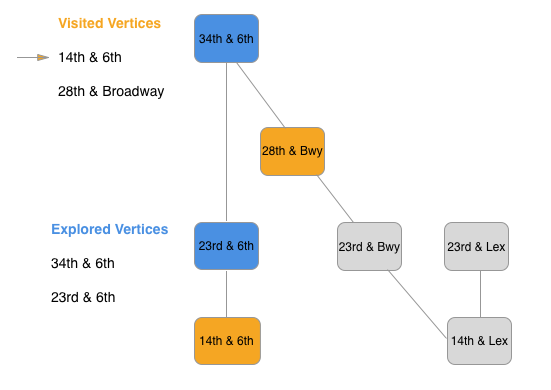 Visited Vertices
14th & 6th
28th & Broadway
34th & 6th
28th & Bwy
Explored Vertices
34th & 6th
23rd & 6th
23rd & 6th
23rd & Bwy
23rd & Lex
14th & 6th
14th & Lex